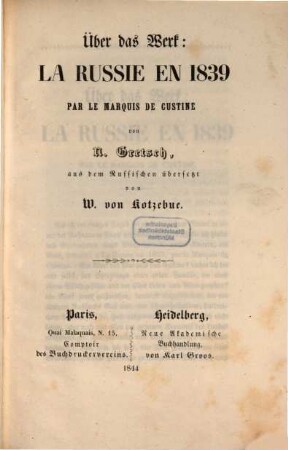 Über das Werk:
LA RUSSIE EN 1839
PAR LE MARQUIS DE CUSTINE
von
N. Gretsch,
aus dem Russischen übersetzt
von
W. von Kotzebue.
Paris,
Quai Malaquais, N. 15.
Comptoir
des Buchdruckervereins.
Heidelberg,
Neue Akademische
Buchhandlung.
von Karl Groos.
1844